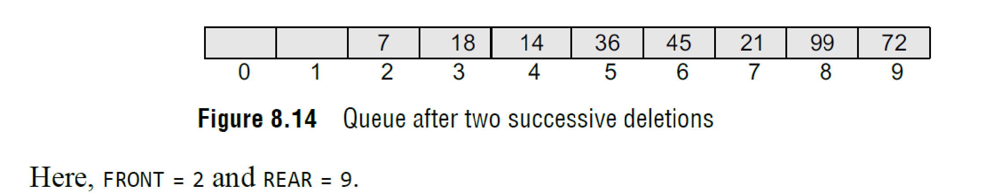 7 18 14 36 45 21 99 72
0 1 2 3 4 5 6 7 8 9
Figure 8.14 Queue after two successive deletions
Here, FRONT = 2 and REAR = 9.